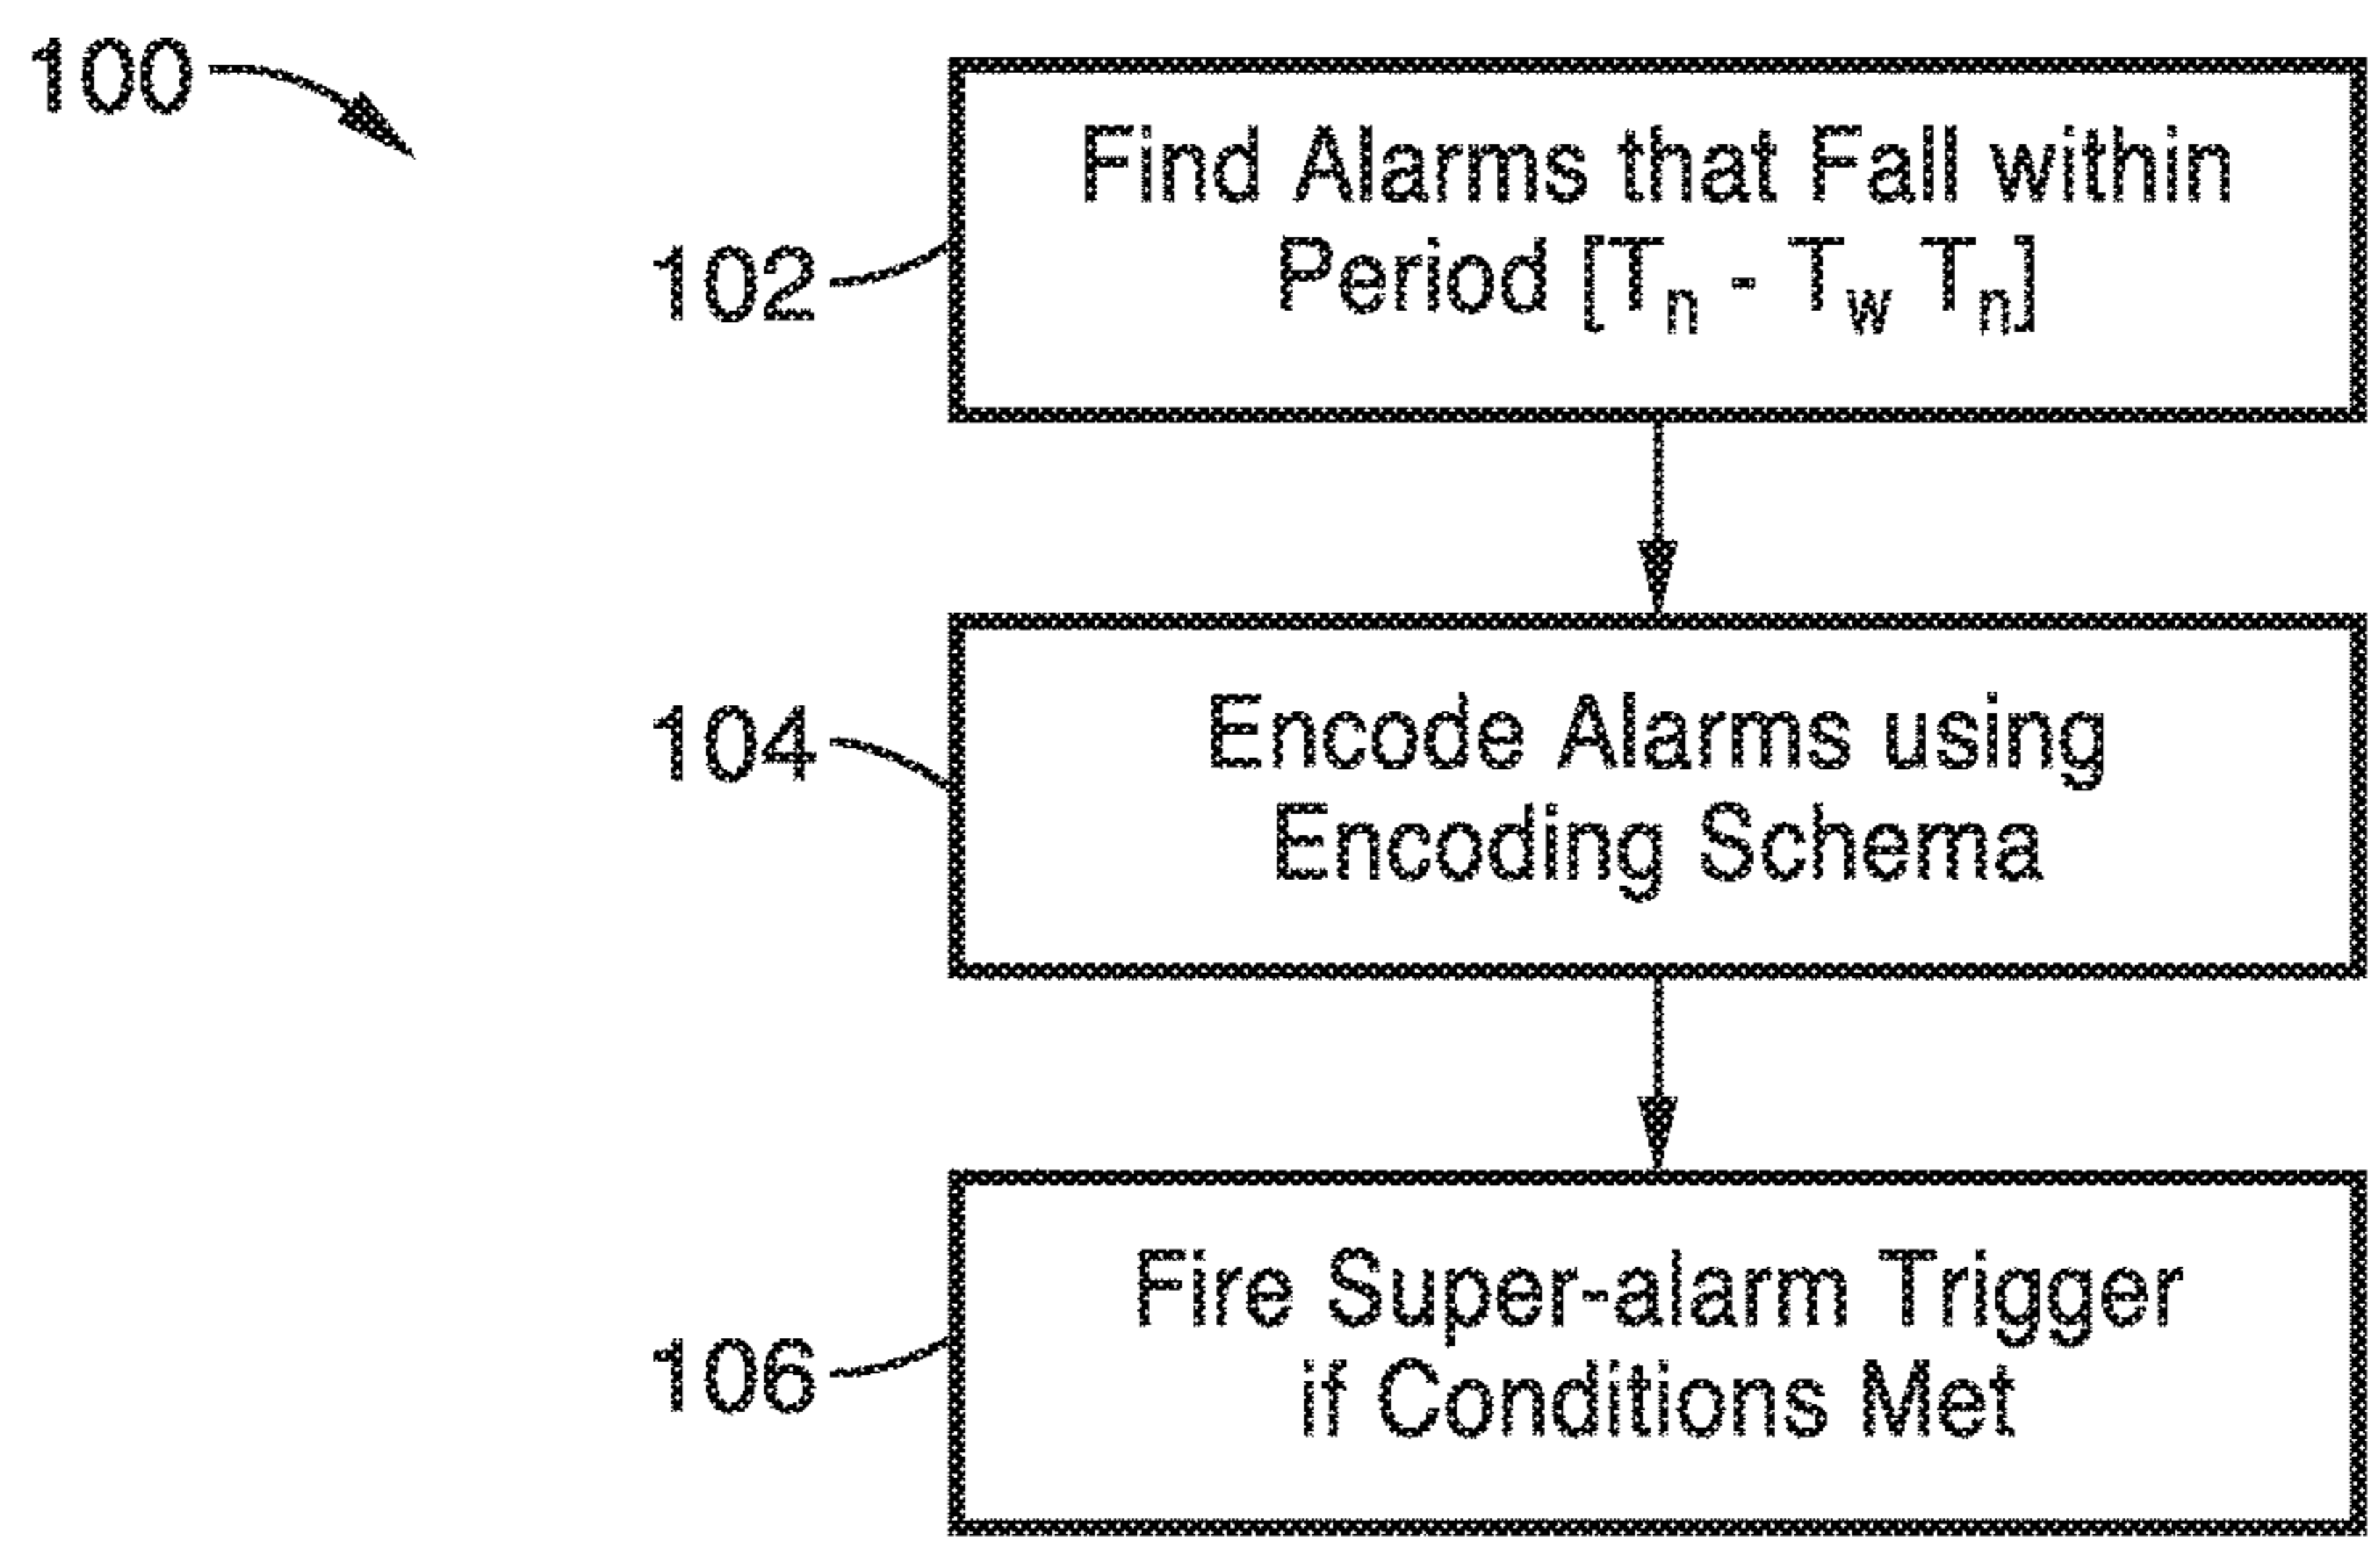 100
Find Alarms that Fall within
Period [Tn - Tw Tn]
102
Encode Alarms using
Encoding Schema
104
Fire Super-alarm Trigger
if Conditions Met
106